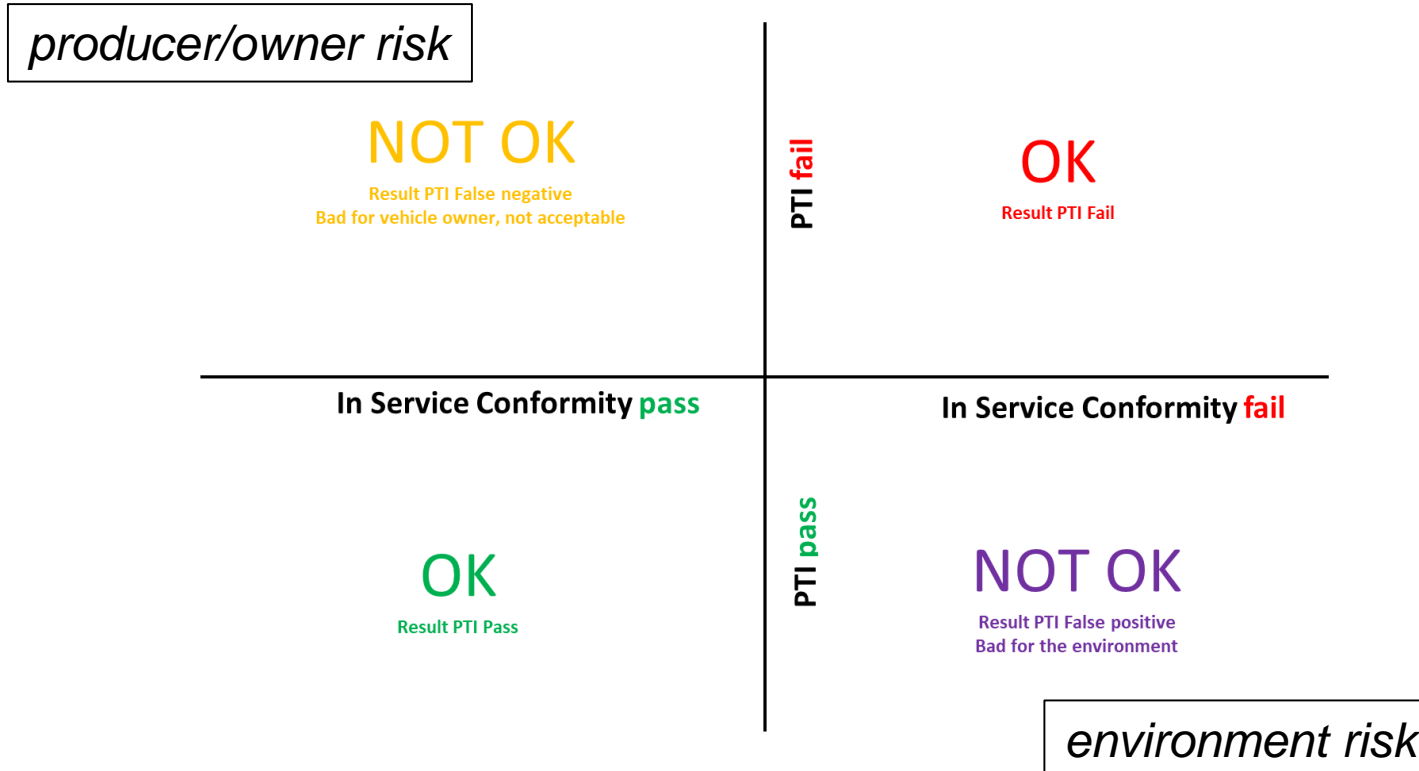 producer/owner risk
NOT OK
Result PTI False negative
Bad for vehicle owner, not acceptable
PTI fail
OK
Result PTI Fail
In Service Conformity pass
In Service Conformity fail
OK
Result PTI Pass
PTI pass
NOT OK
Result PTI False positive
Bad for the environment
environment risk